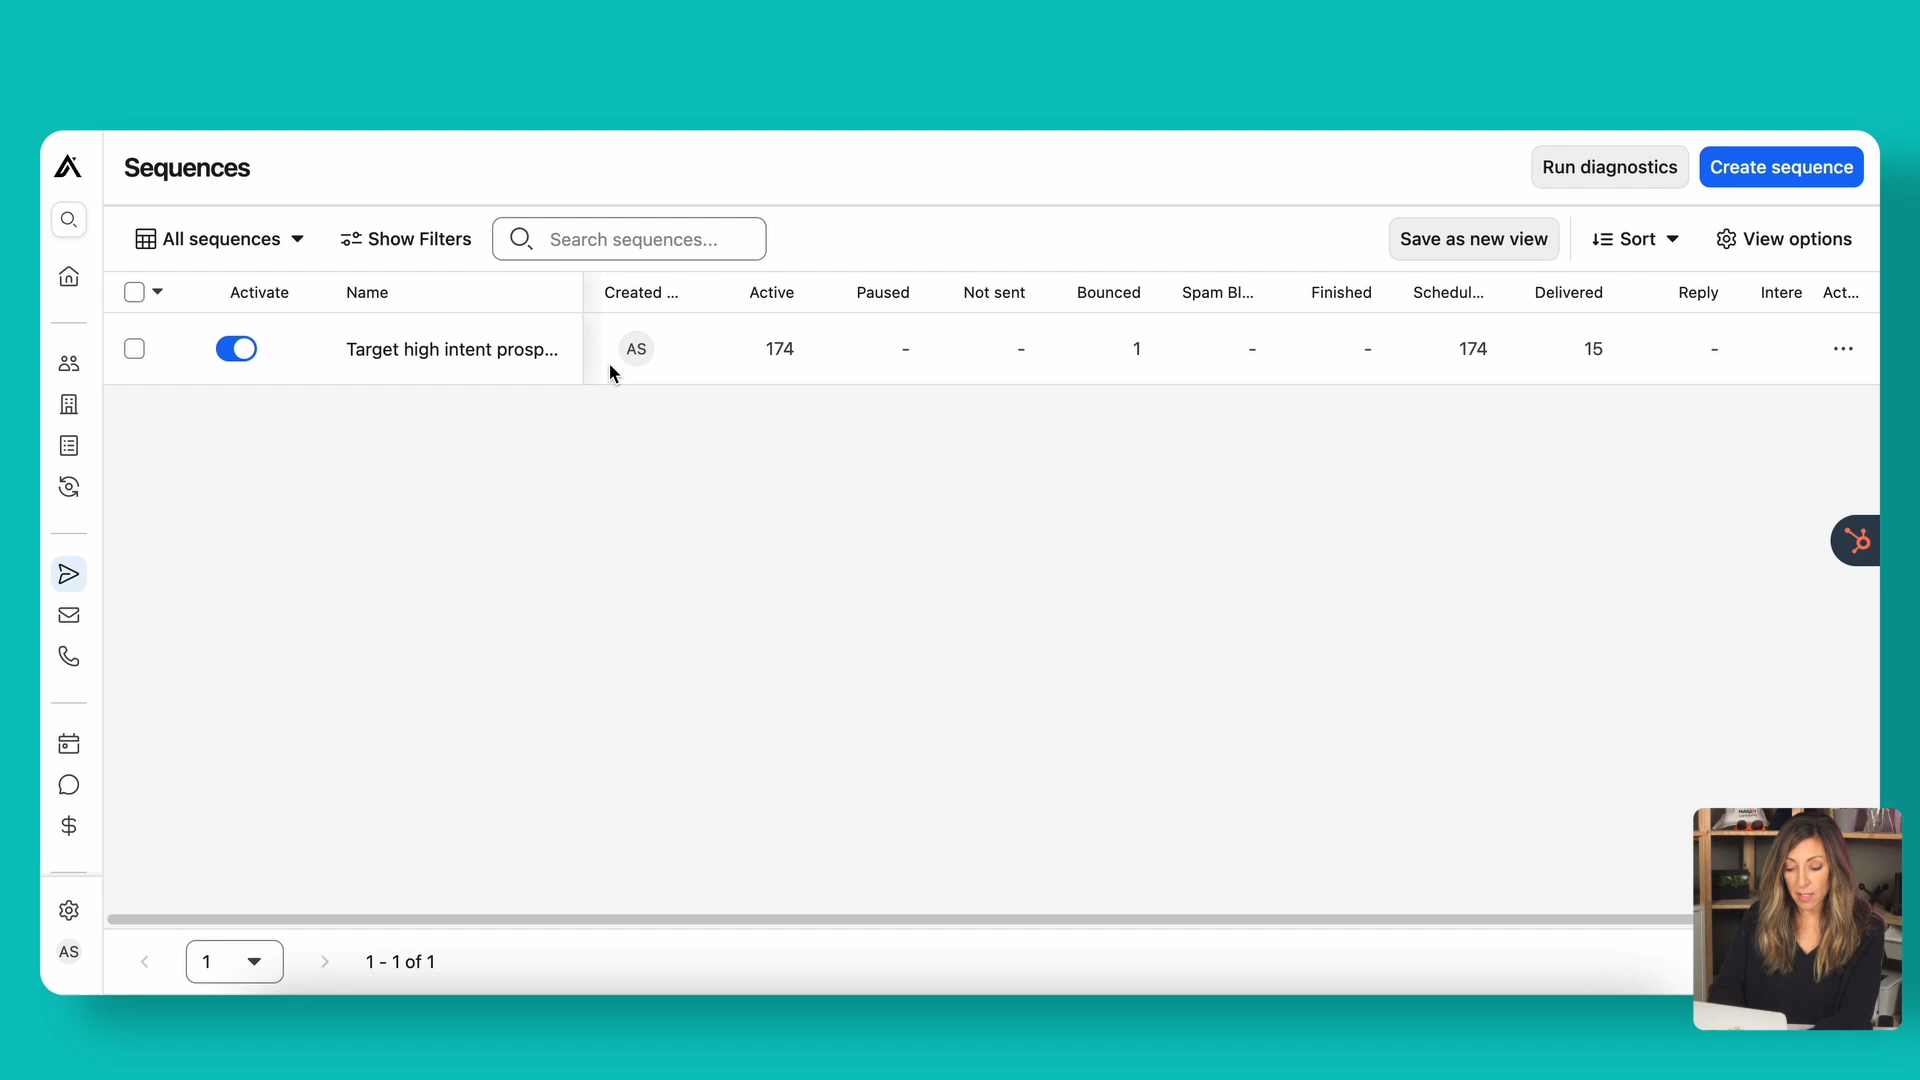 Sequences
Run diagnostics
Create sequence
All sequences
Show Filters
Search sequences...
Save as new view
Sort
View options
Activate
Name
Created ...
Active
Paused
Not sent
Bounced
Spam Bl...
Finished
Schedul...
Delivered
Reply
Intere
Act...
Target high intent prosp...
AS
174
-
-
1
-
-
174
15
-
AS
1
1 - 1 of 1